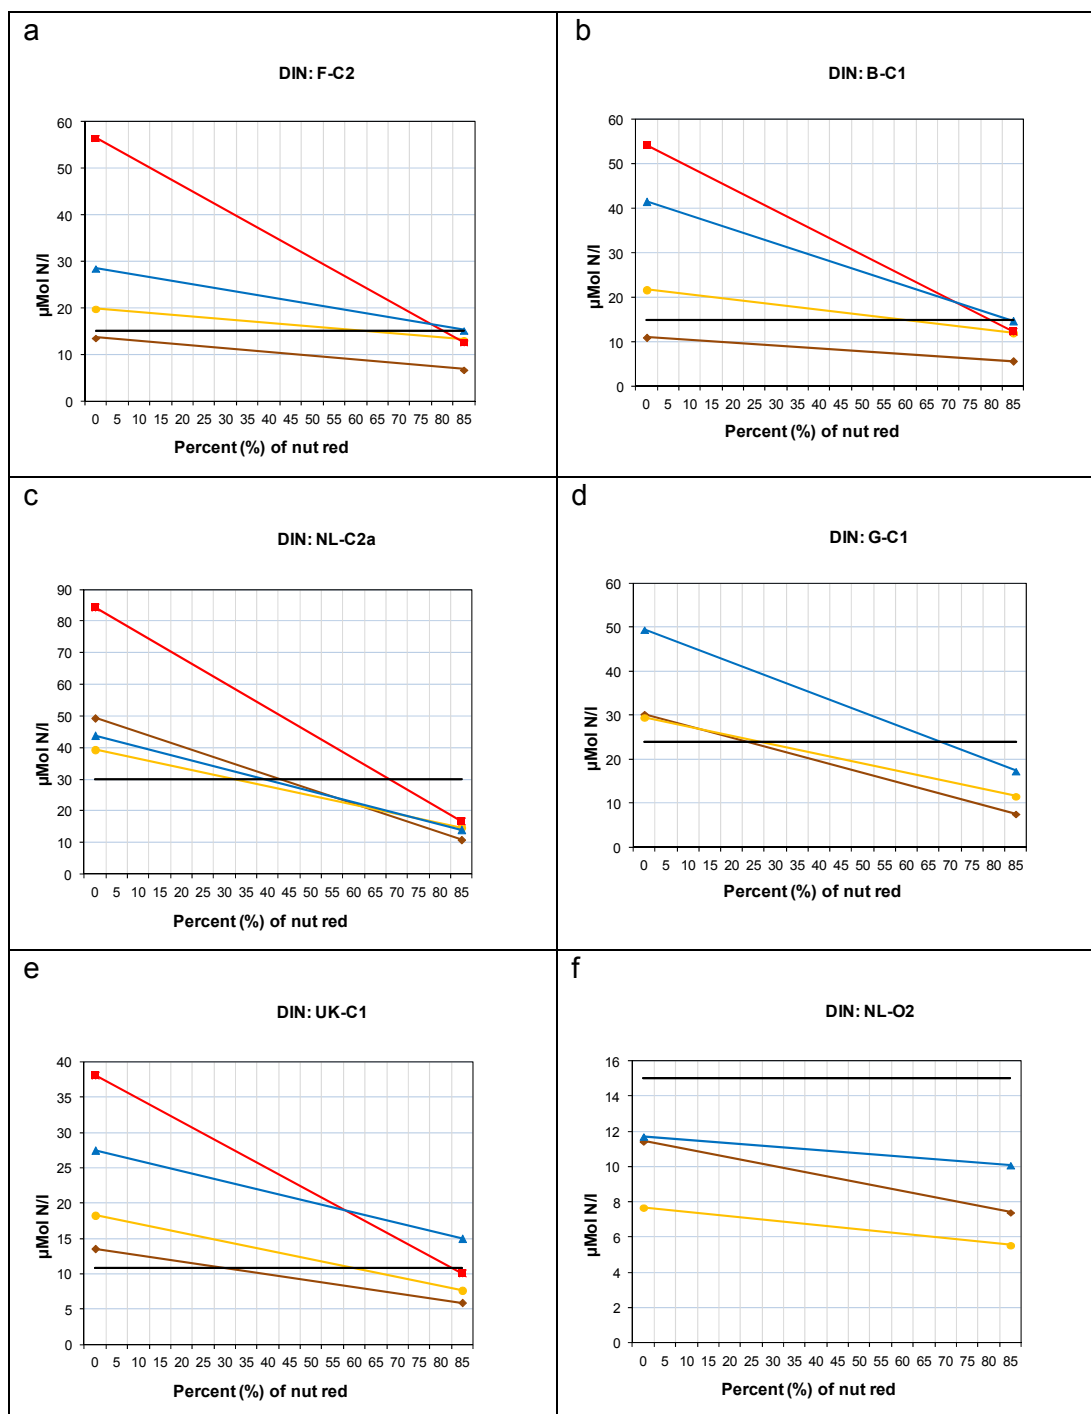 a
DIN: F-C2
60
50
40
30
20
10
0
µMol N/l
0 5 10 15 20 25 30 35 40 45 50 55 60 65 70 75 80 85
Percent (%) of nut red
b
DIN: B-C1
60
50
40
30
20
10
0
µMol N/l
0 5 10 15 20 25 30 35 40 45 50 55 60 65 70 75 80 85
Percent (%) of nut red
c
DIN: NL-C2a
90
80
70
60
50
40
30
20
10
0
µMol N/l
0 5 10 15 20 25 30 35 40 45 50 55 60 65 70 75 80 85
Percent (%) of nut red
d
DIN: G-C1
60
50
40
30
20
10
0
µMol N/l
0 5 10 15 20 25 30 35 40 45 50 55 60 65 70 75 80 85
Percent (%) of nut red
e
DIN: UK-C1
40
35
30
25
20
15
10
5
0
µMol N/l
0 5 10 15 20 25 30 35 40 45 50 55 60 65 70 75 80 85
Percent (%) of nut red
f
DIN: NL-O2
16
14
12
10
8
6
4
2
0
µMol N/l
0 5 10 15 20 25 30 35 40 45 50 55 60 65 70 75 80 85
Percent (%) of nut red